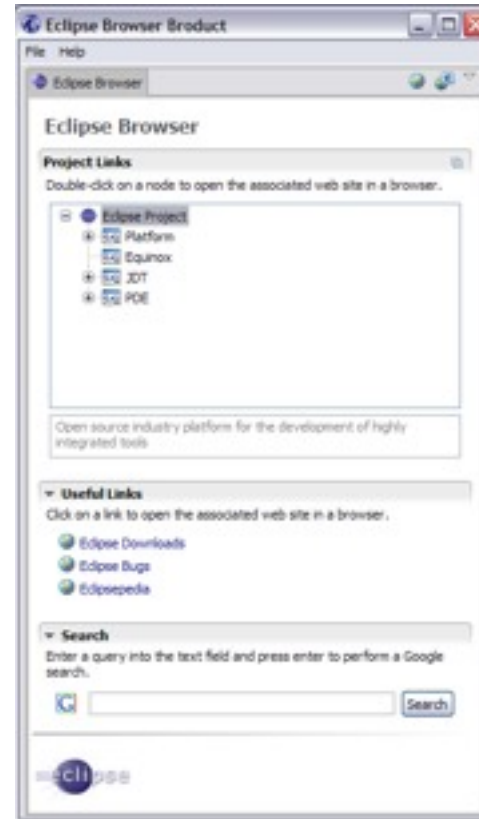 Eclipse Browser Broduct
File Help
Eclipse Browser
Eclipse Browser
Project Links
Double-click on a node to open the associated web site in a browser.
Eclipse Project
Platform
Equinox
JDT
PDE
Open source industry platform for the development of highly
integrated tools
Useful Links
Click on a link to open the associated web site in a browser.
Eclipse Downloads
Eclipse Bugs
Eclipsepedia
Search
Enter a query into the text field and press enter to perform a Google
search.
G Search
eclipse